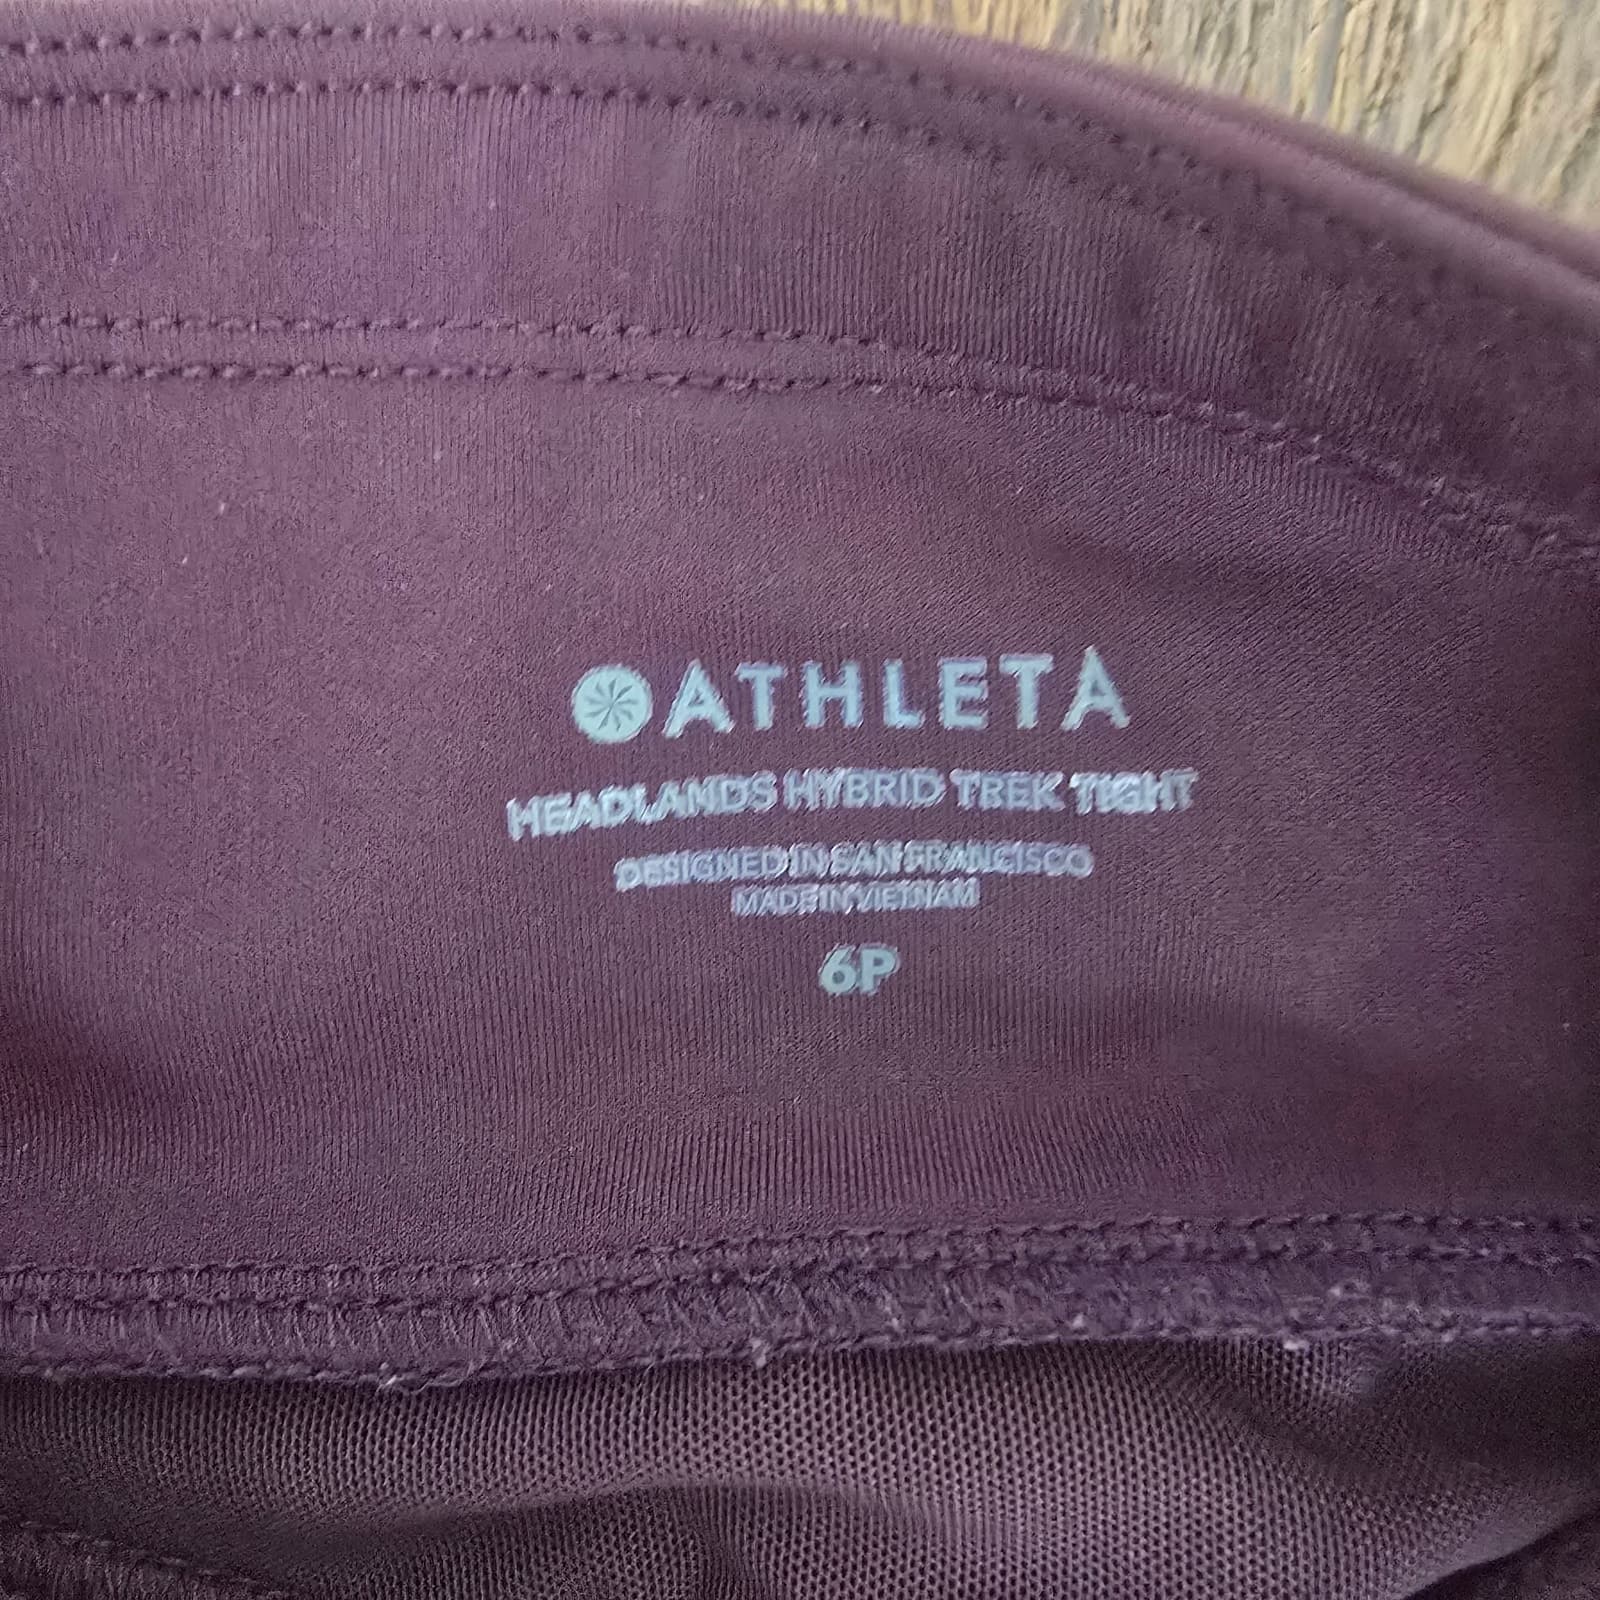 ATHLETA
HEADLANDS HYBRID TREK TIGHT
DESIGNED IN SAN FRANCISCO
MADE IN VIETNAM
6P